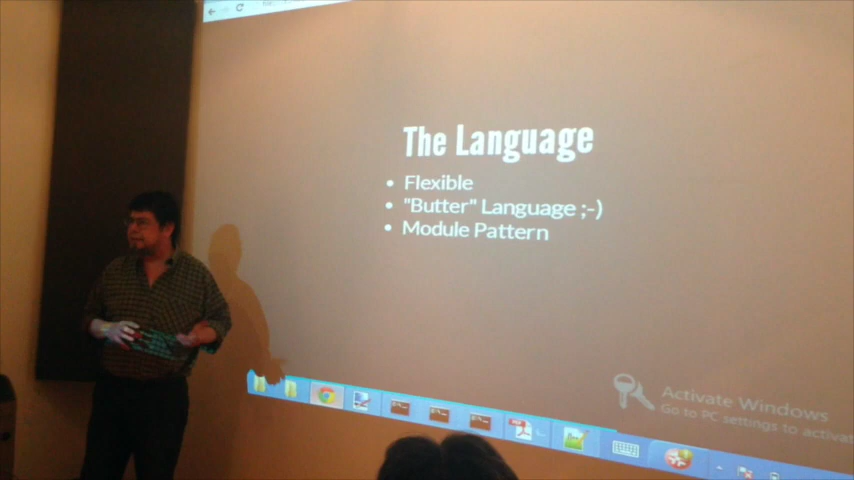 The Language
• Flexible
• "Butter" Language ;-)
• Module Pattern
Activate Windows
Go to PC settings to activat